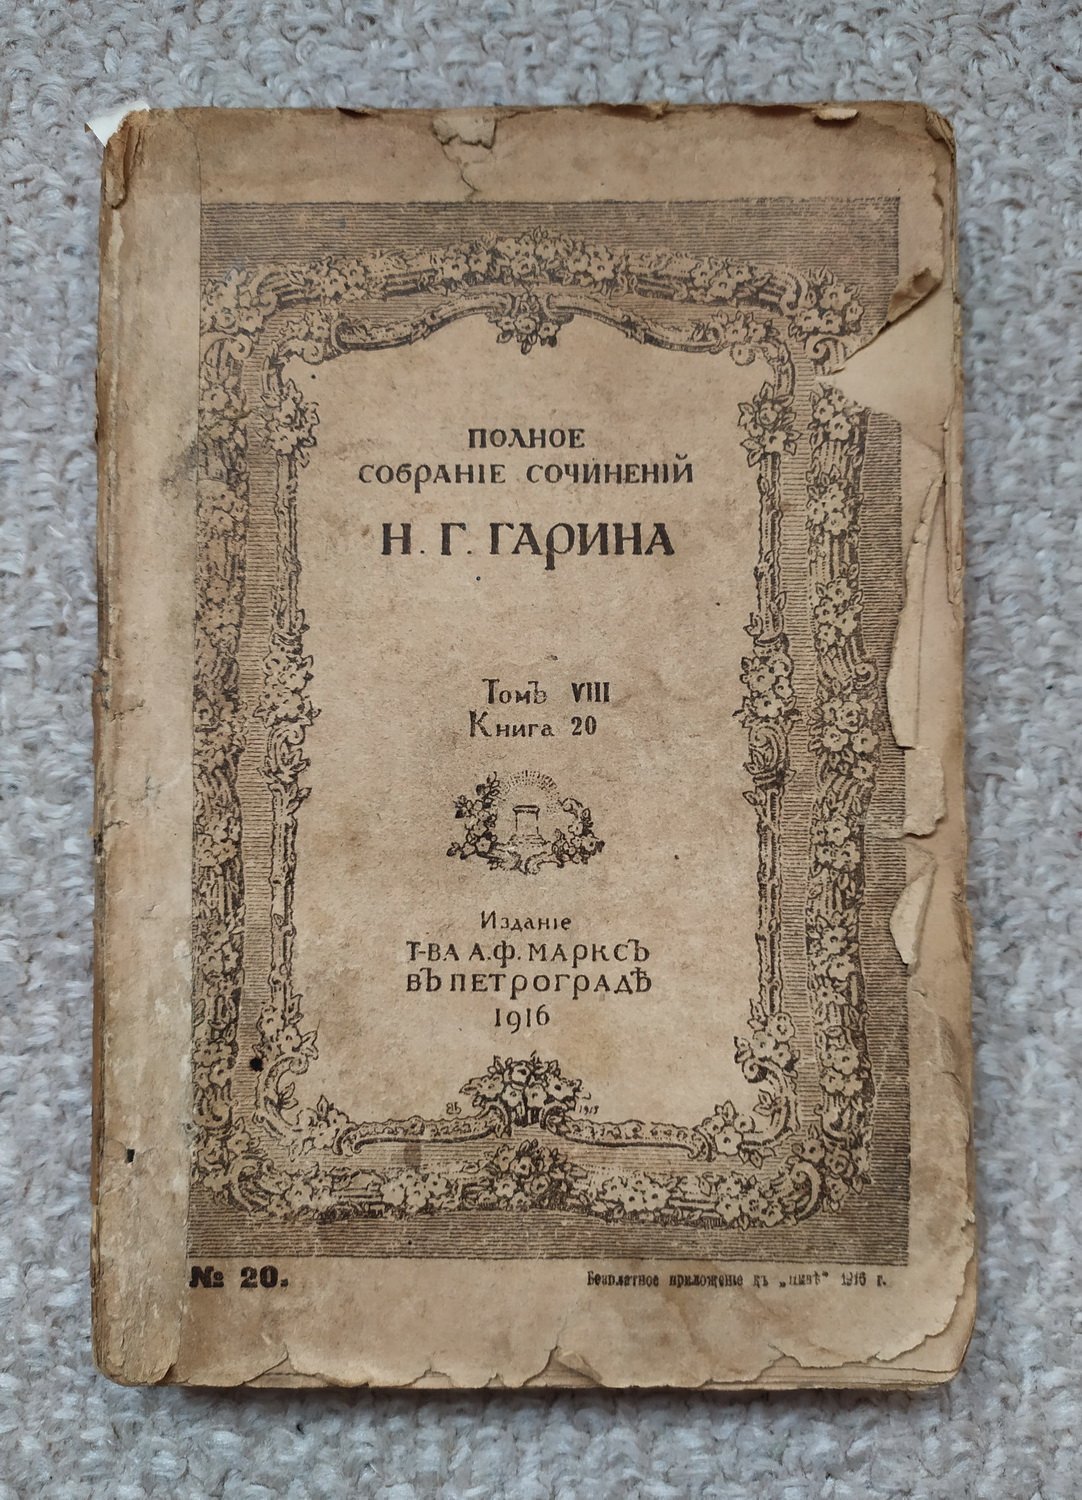 ПОЛНОЕ
СОБРАНІЕ СОЧИНЕНІЙ
Н. Г. ГАРИНА
Томъ VIII
Книга 20
Изданіе
Т-ВА А.Ф. МАРКСЪ
ВЪ ПЕТРОГРАДѢ
1916
1915
№ 20.
Безплатное приложеніе къ „Нивѣ" 1916 г.